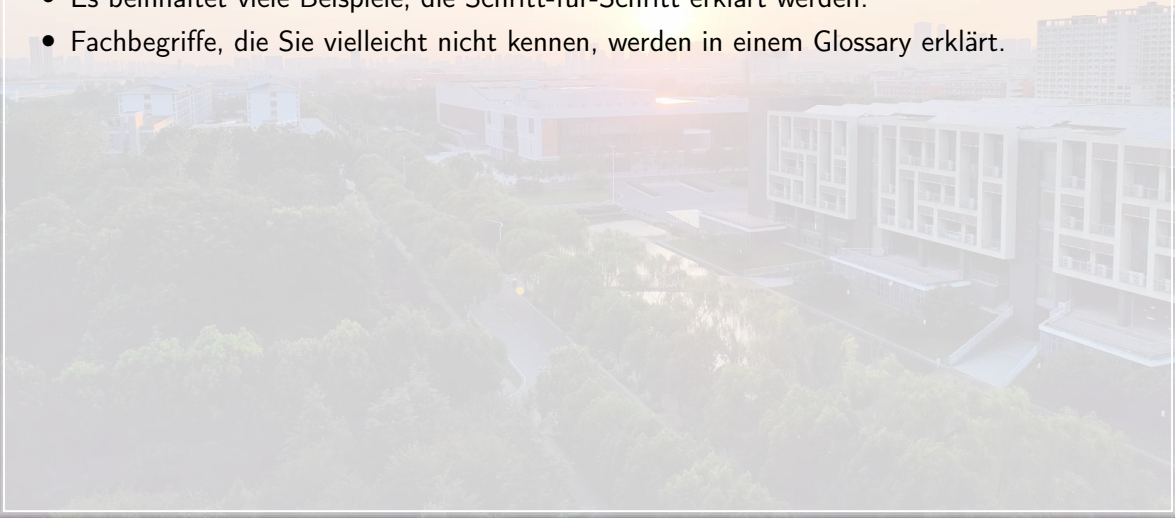 • Es beinhaltet viele Beispiele, die Schritt-für-Schritt erklärt werden.
• Fachbegriffe, die Sie vielleicht nicht kennen, werden in einem Glossary erklärt.